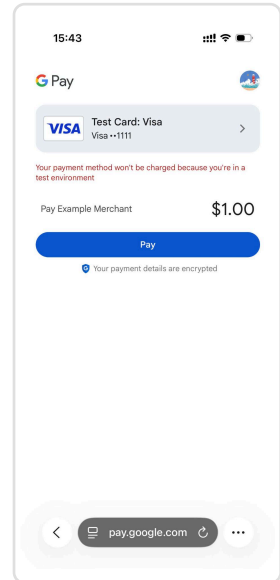 15:43
G Pay
VISA
Test Card: Visa
Visa ••1111
Your payment method won't be charged because you're in a
test environment
Pay Example Merchant
$1.00
Pay
Your payment details are encrypted
pay.google.com